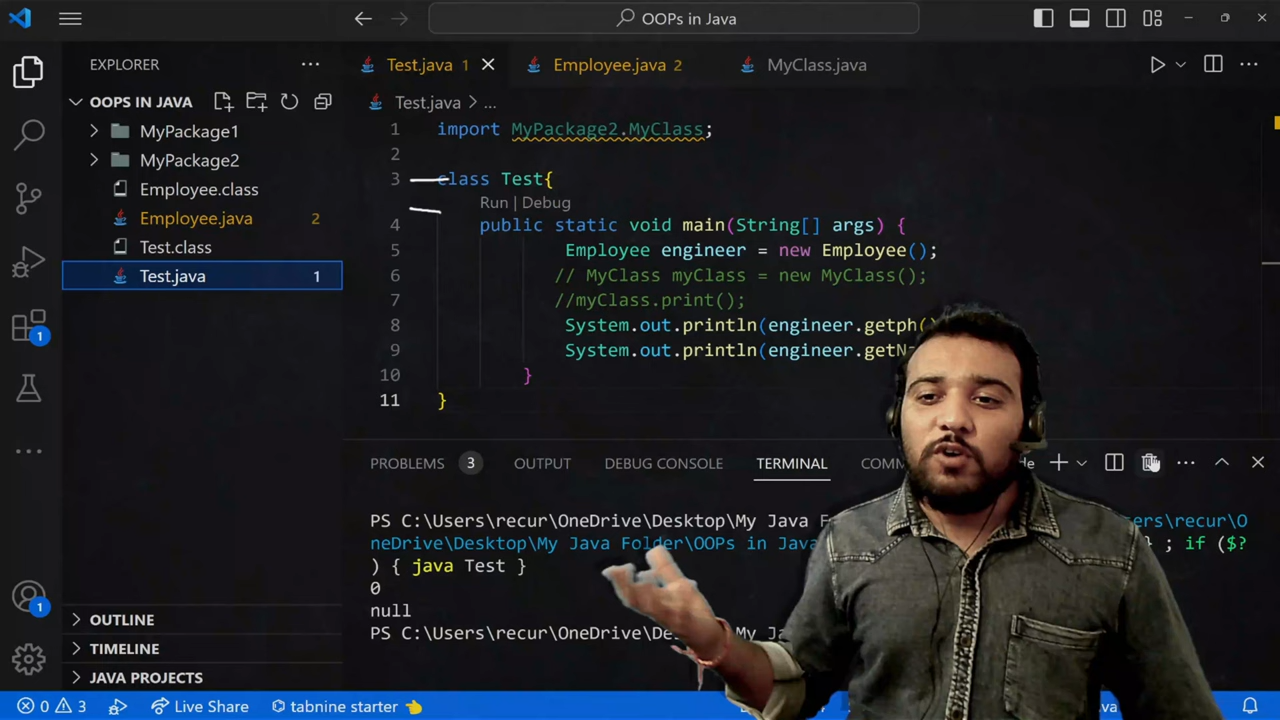 OOPs in Java
EXPLORER
OOPS IN JAVA
MyPackage1
MyPackage2
Employee.class
Employee.java 2
Test.class
Test.java 1
OUTLINE
TIMELINE
JAVA PROJECTS
Test.java 1
Employee.java 2
MyClass.java
Test.java > ...
1 import MyPackage2.MyClass;
2
3 class Test{
Run | Debug
4 public static void main(String[] args) {
5 Employee engineer = new Employee();
6 // MyClass myClass = new MyClass();
7 //myClass.print();
8 System.out.println(engineer.getph(
9 System.out.println(engineer.
10 }
11 }
PROBLEMS 3 OUTPUT DEBUG CONSOLE TERMINAL
PS C:\Users\recur\OneDrive\Desktop\My Java
\recur\O
neDrive\Desktop\My Java Folder\OOPs in Java
; if ($?
) { java Test }
0
null
PS C:\Users\recur\OneDrive\
1
1
0 3 Live Share tabnine starter